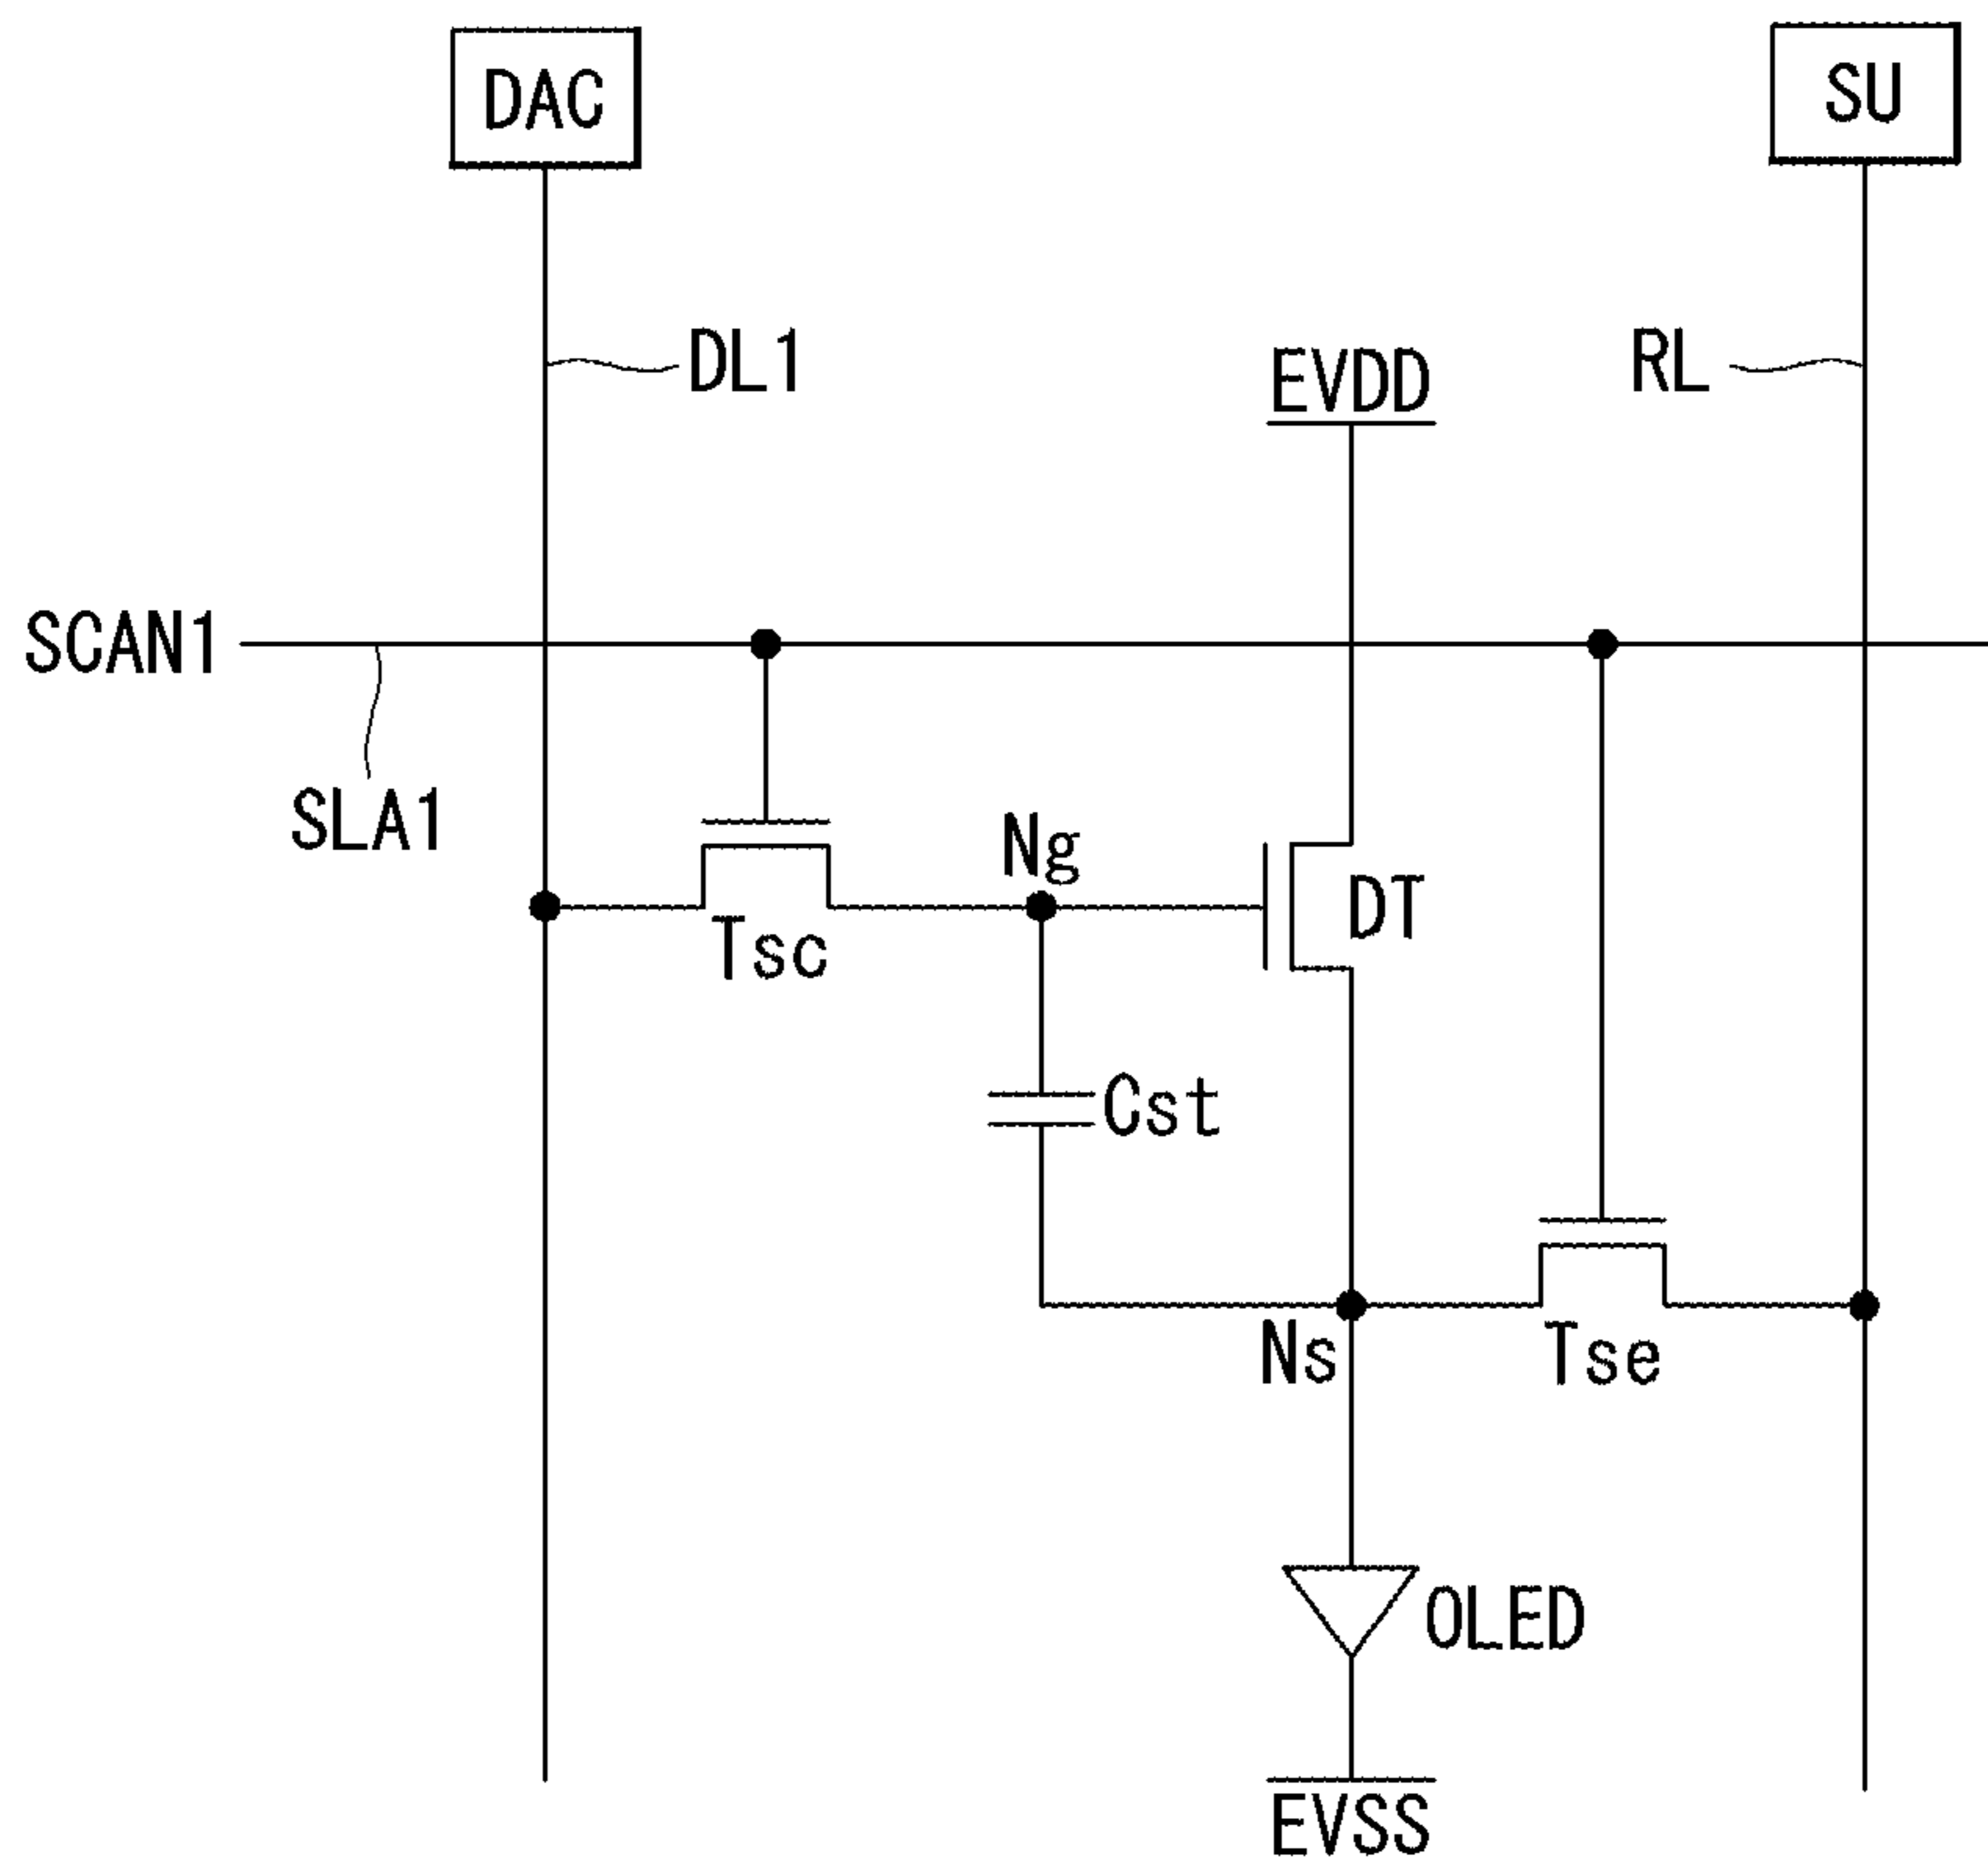 DAC
SU
DL1
EVDD
RL
SCAN1
SLA1
Ng
DT
Tsc
Cst
Ns
Tse
OLED
EVSS